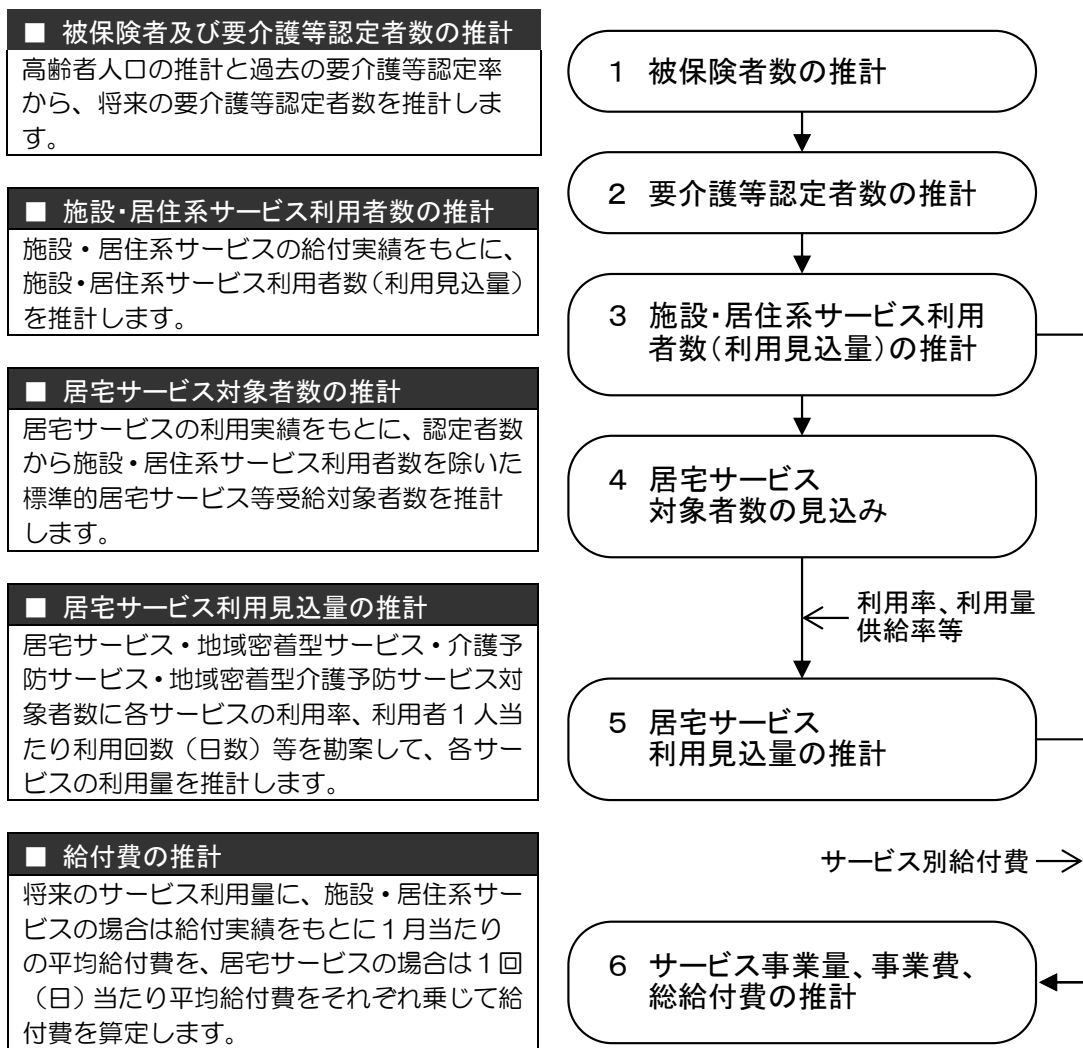 ■ 被保険者及び要介護等認定者数の推計
高齢者人口の推計と過去の要介護等認定率
から、将来の要介護等認定者数を推計しま
す。
■ 施設・居住系サービス利用者数の推計
施設・居住系サービスの給付実績をもとに、
施設・居住系サービス利用者数(利用見込量)
を推計します。
■ 居宅サービス対象者数の推計
居宅サービスの利用実績をもとに、認定者数
から施設・居住系サービス利用者数を除いた
標準的居宅サービス等受給対象者数を推計
します。
■ 居宅サービス利用見込量の推計
居宅サービス・地域密着型サービス・介護予
防サービス・地域密着型介護予防サービス対
象者数に各サービスの利用率、利用者1人当
たり利用回数(日数)等を勘案して、各サー
ビスの利用量を推計します。
■ 給付費の推計
将来のサービス利用量に、施設・居住系サー
ビスの場合は給付実績をもとに1月当たり
の平均給付費を、居宅サービスの場合は1回
(日)当たり平均給付費をそれぞれ乗じて給
付費を算定します。
1 被保険者数の推計
2 要介護等認定者数の推計
3 施設・居住系サービス利用
者数(利用見込量)の推計
4 居宅サービス
対象者数の見込み
利用率、利用量
供給率等
5 居宅サービス
利用見込量の推計
サービス別給付費
6 サービス事業量、事業費、
総給付費の推計